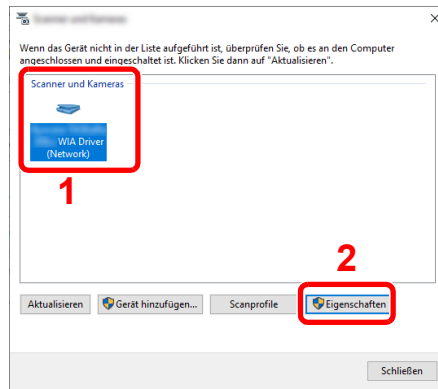 Wenn das Gerät nicht in der Liste aufgeführt ist, überprüfen Sie, ob es an den Computer
angeschlossen und eingeschaltet ist. Klicken Sie dann auf "Aktualisieren".
Scanner und Kameras
WIA Driver
(Network)
1
2
Aktualisieren
Gerät hinzufügen...
Scanprofile
Eigenschaften
Schließen